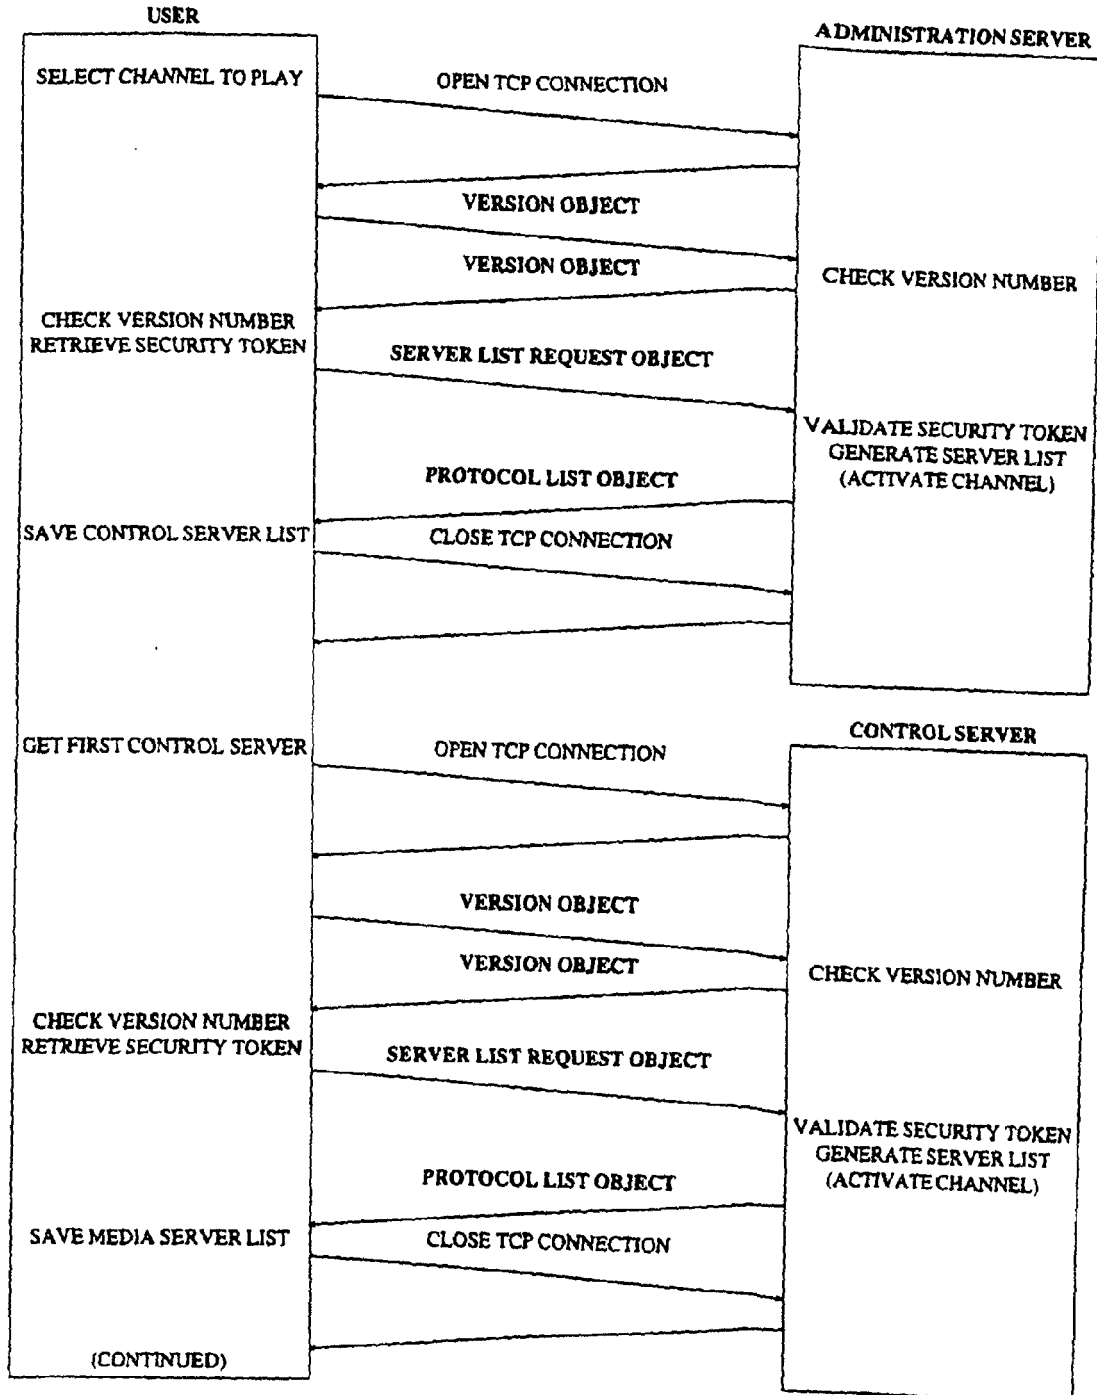 USER
ADMINISTRATION SERVER
SELECT CHANNEL TO PLAY
OPEN TCP CONNECTION
VERSION OBJECT
VERSION OBJECT
CHECK VERSION NUMBER
CHECK VERSION NUMBER
RETRIEVE SECURITY TOKEN
SERVER LIST REQUEST OBJECT
VALIDATE SECURITY TOKEN
GENERATE SERVER LIST
(ACTIVATE CHANNEL)
PROTOCOL LIST OBJECT
SAVE CONTROL SERVER LIST
CLOSE TCP CONNECTION
CONTROL SERVER
GET FIRST CONTROL SERVER
OPEN TCP CONNECTION
VERSION OBJECT
VERSION OBJECT
CHECK VERSION NUMBER
CHECK VERSION NUMBER
RETRIEVE SECURITY TOKEN
SERVER LIST REQUEST OBJECT
VALIDATE SECURITY TOKEN
GENERATE SERVER LIST
(ACTIVATE CHANNEL)
PROTOCOL LIST OBJECT
SAVE MEDIA SERVER LIST
CLOSE TCP CONNECTION
(CONTINUED)